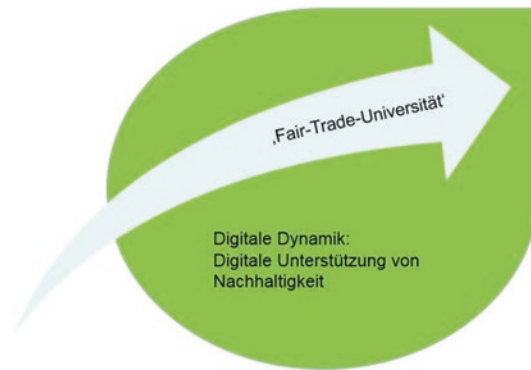 ‚Fair-Trade-Universität‘
Digitale Dynamik:
Digitale Unterstützung von
Nachhaltigkeit